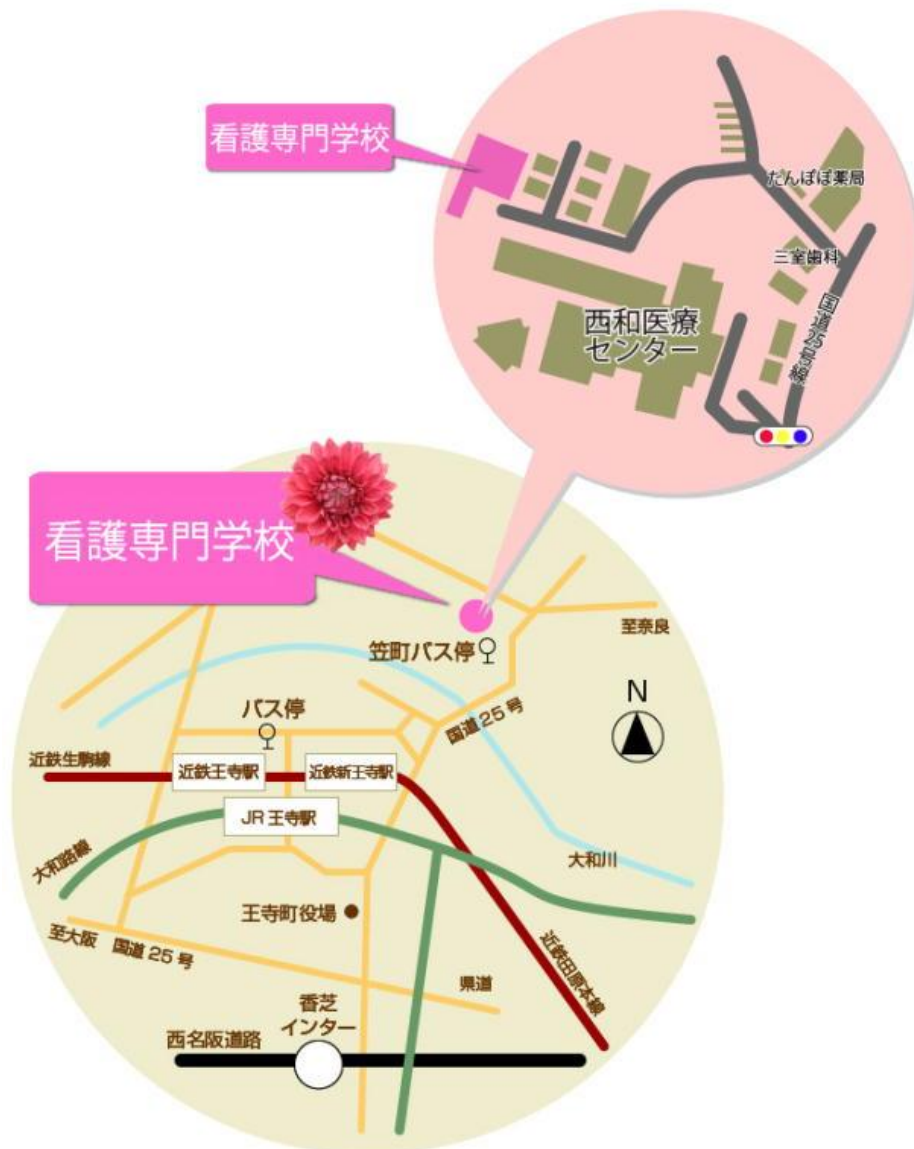 看護専門学校
たんぽぽ薬局
三室歯科
国道25号線
西和医療
センター
看護専門学校
至奈良
笠町バス停
N
バス停
国道25号
近鉄生駒線
近鉄王寺駅
近鉄新王寺駅
JR王寺駅
大和路線
大和川
王寺町役場
至大阪 国道25号
県道
近鉄田原本線
香芝
インター
西名阪道路